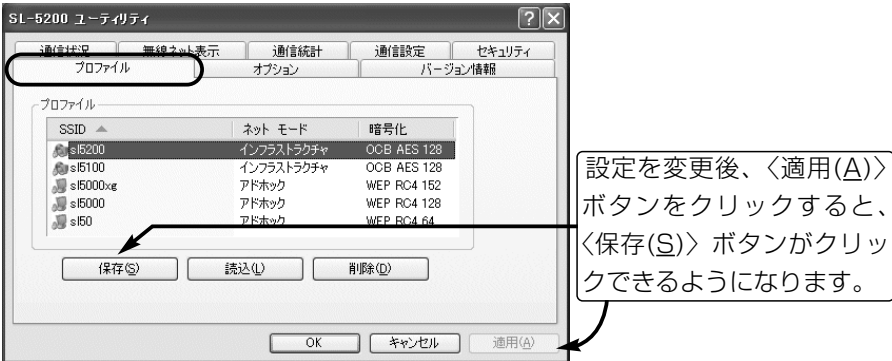 SL-5200 ユーティリティ
通信状況 無線ネット表示 通信統計 通信設定 セキュリティ
プロファイル オプション バージョン情報
プロファイル
SSID ネット モード 暗号化
sl5200 インフラストラクチャ OCB AES 128
sl5100 インフラストラクチャ OCB AES 128
sl5000xg アドホック WEP RC4 152
sl5000 アドホック WEP RC4 128
sl50 アドホック WEP RC4 64
保存(S) 読込(L) 削除(D)
OK キャンセル 適用(A)
設定を変更後、〈適用(A)〉
ボタンをクリックすると、
〈保存(S)〉ボタンがクリッ
クできるようになります。